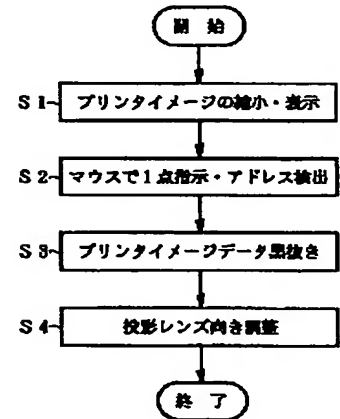 開 始
S1 プリンタイメージの縮小・表示
S2 マウスで1点指示・アドレス検出
S3 プリンタイメージデータ黒抜き
S4 投影レンズ向き調整
終 了